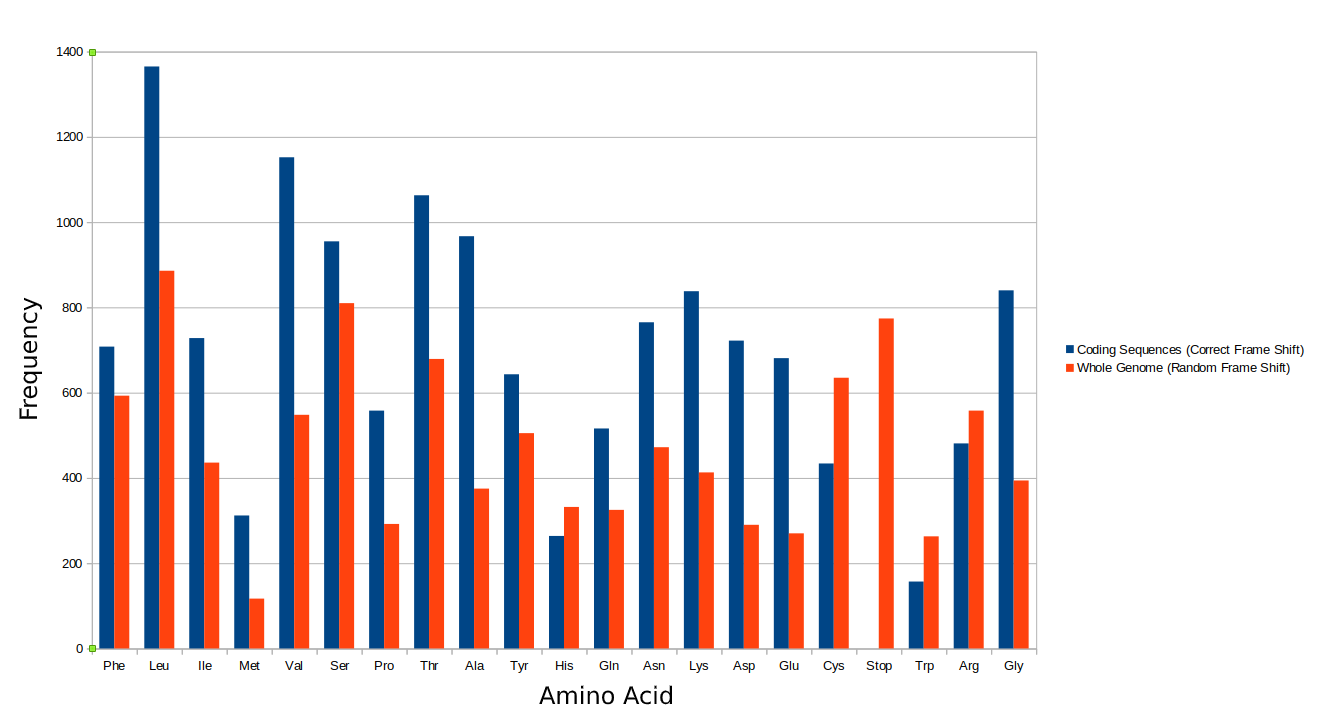 1400
1200
1000
800
600
400
200
0
Frequency
Phe Leu Ile Met Val Ser Pro Thr Ala Tyr His Gln Asn Lys Asp Glu Cys Stop Trp Arg Gly
Amino Acid
Coding Sequences (Correct Frame Shift)
Whole Genome (Random Frame Shift)